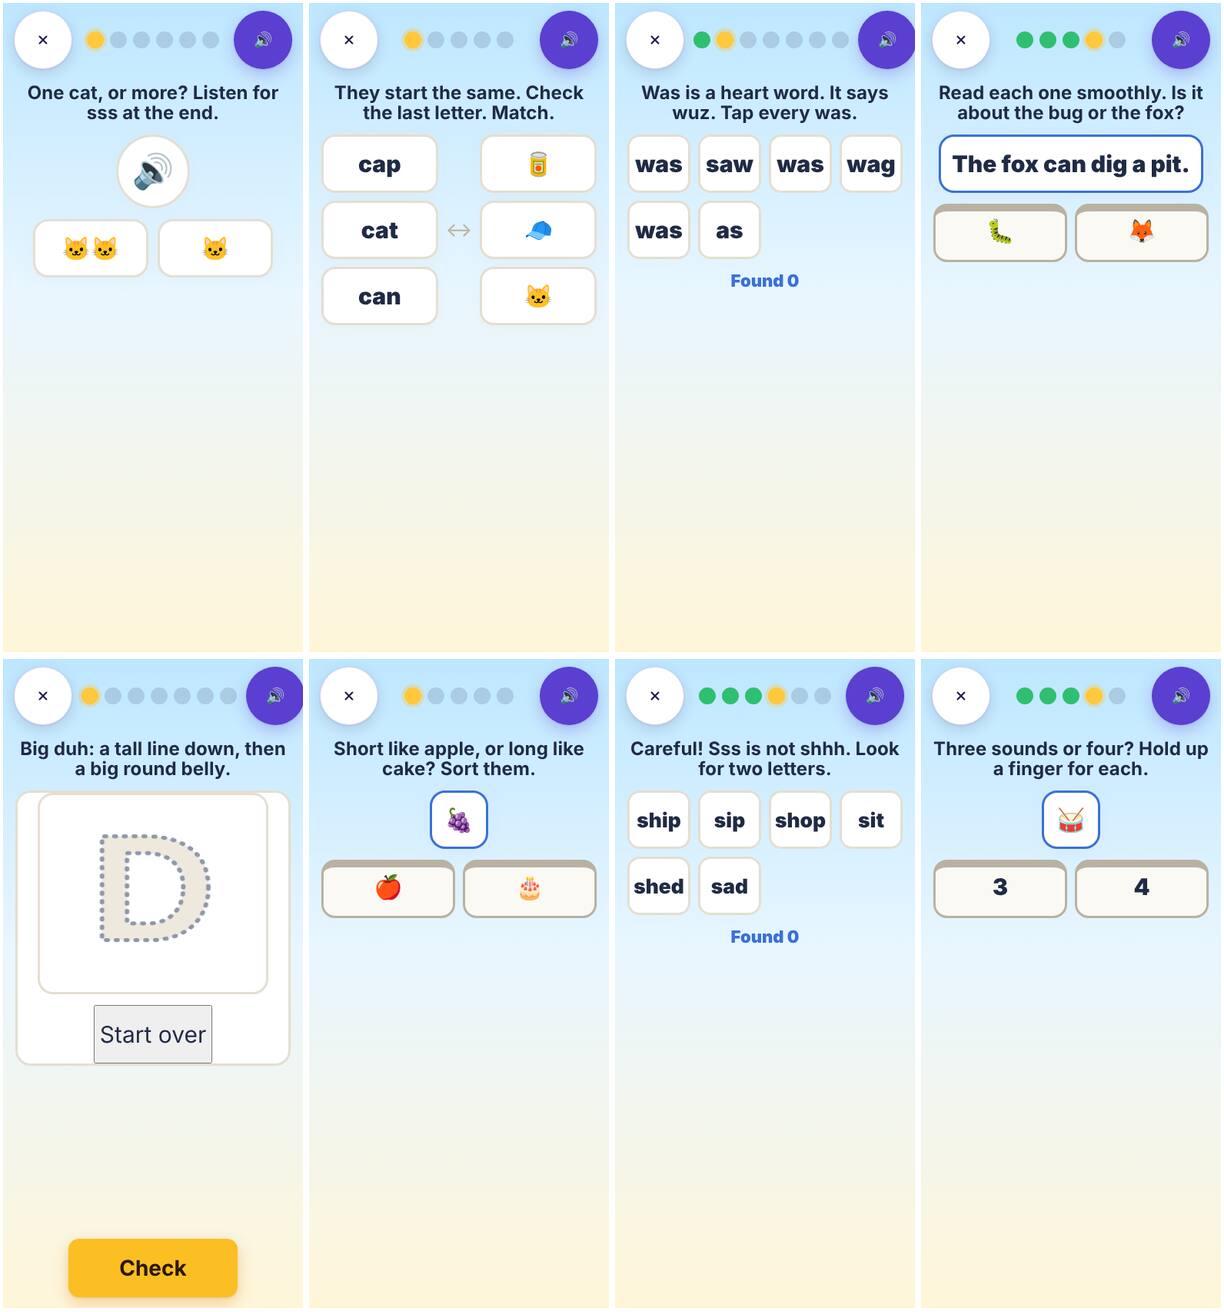 One cat, or more? Listen for
sss at the end.
They start the same. Check
the last letter. Match.
cap
cat
can
Was is a heart word. It says
wuz. Tap every was.
was saw was wag
was as
Found 0
Read each one smoothly. Is it
about the bug or the fox?
The fox can dig a pit.
Big duh: a tall line down, then
a big round belly.
D
Start over
Check
Short like apple, or long like
cake? Sort them.
Careful! Sss is not shhh. Look
for two letters.
ship sip shop sit
shed sad
Found 0
Three sounds or four? Hold up
a finger for each.
3 4